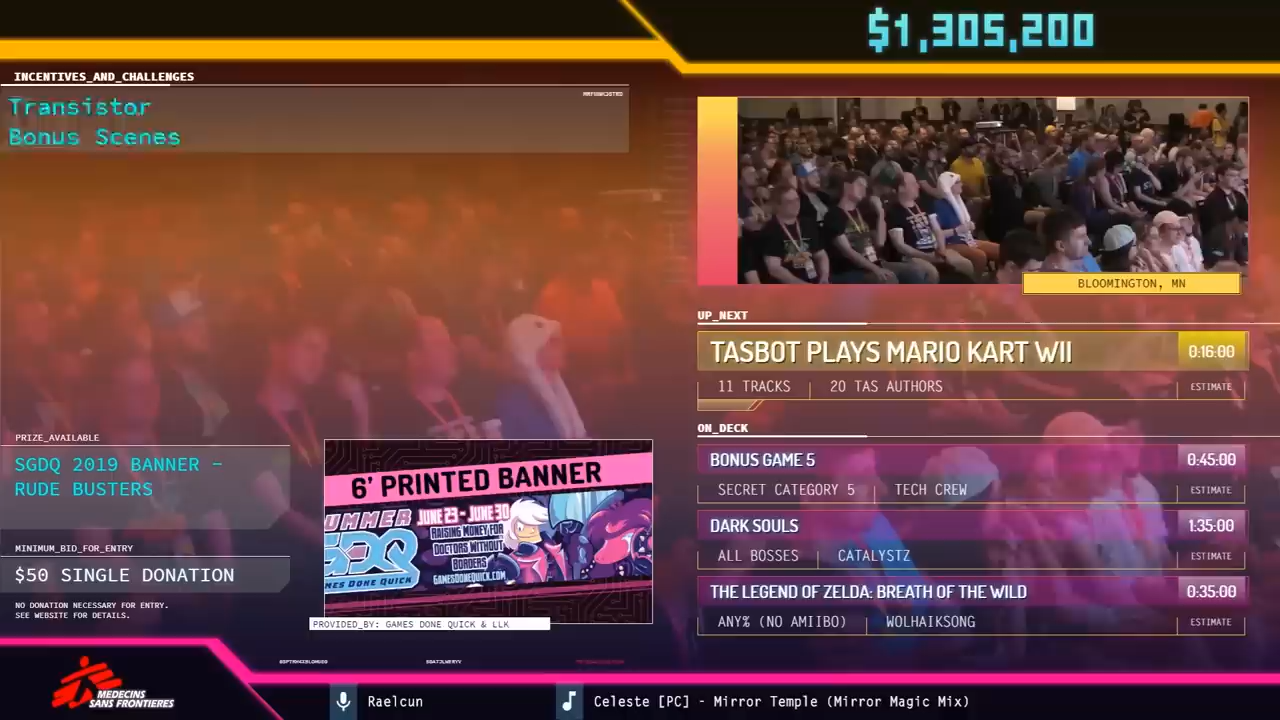 $1,305,200
INCENTIVES_AND_CHALLENGES
Transistor
Bonus Scenes
BLOOMINGTON, MN
UP_NEXT
TASBOT PLAYS MARIO KART WII
0:16:00
11 TRACKS
20 TAS AUTHORS
ESTIMATE
ON_DECK
BONUS GAME 5
0:45:00
SECRET CATEGORY 5
TECH CREW
ESTIMATE
DARK SOULS
1:35:00
ALL BOSSES
CATALYSTZ
ESTIMATE
THE LEGEND OF ZELDA: BREATH OF THE WILD
0:35:00
ANY% (NO AMIIBO)
WOLHAIKSONG
ESTIMATE
PRIZE_AVAILABLE
SGDQ 2019 BANNER -
RUDE BUSTERS
MINIMUM_BID_FOR_ENTRY
$50 SINGLE DONATION
NO DONATION NECESSARY FOR ENTRY.
SEE WEBSITE FOR DETAILS.
6' PRINTED BANNER
UMMER
JUNE 23 - JUNE 30
RAISING MONEY FOR
DOCTORS WITHOUT
BORDERS
GDQ
MES DONE QUICK
GAMESDONEQUICK.COM
PROVIDED_BY: GAMES DONE QUICK & LLK
MEDECINS
SANS FRONTIERES
Raelcun
Celeste [PC] - Mirror Temple (Mirror Magic Mix)